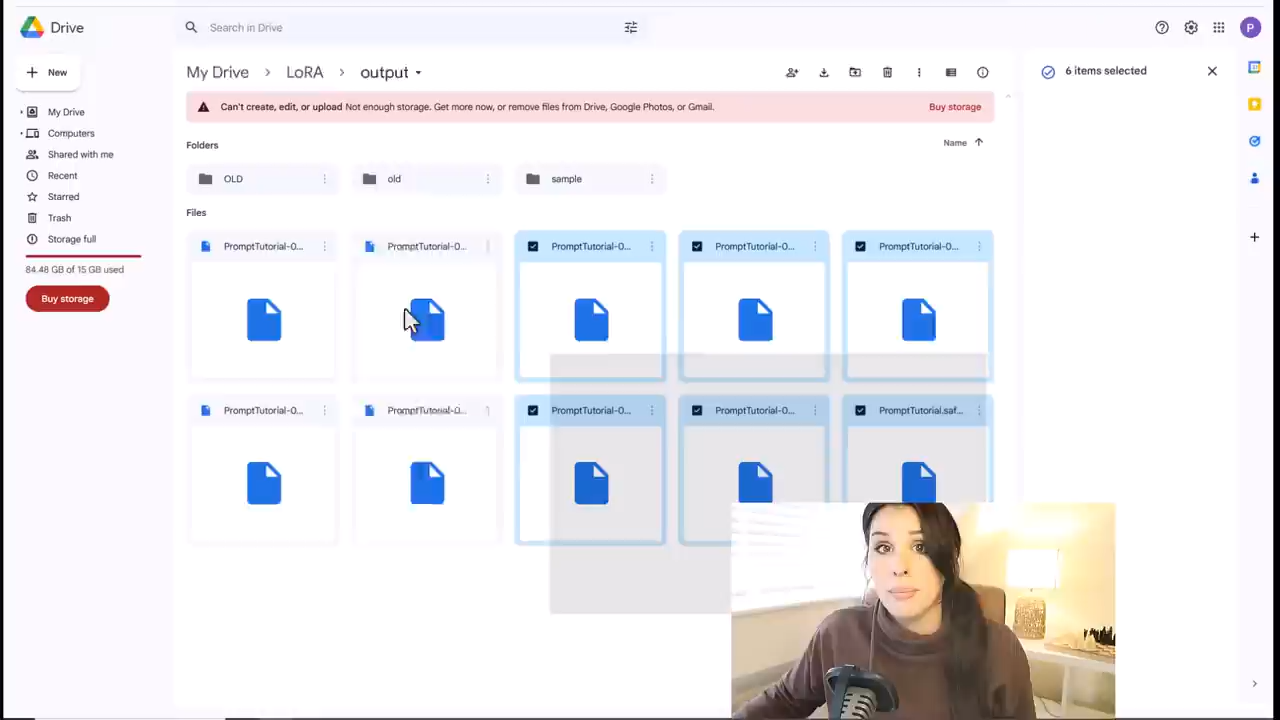 Drive
Search in Drive
P
New
My Drive
Computers
Shared with me
Recent
Starred
Trash
Storage full
84.48 GB of 15 GB used
Buy storage
My Drive > LoRA > output
6 items selected
Can't create, edit, or upload Not enough storage. Get more now, or remove files from Drive, Google Photos, or Gmail.
Buy storage
Folders
Name
OLD
old
sample
Files
PromptTutorial-0...
PromptTutorial-0...
PromptTutorial-0...
PromptTutorial-0...
PromptTutorial-0...
PromptTutorial-0...
PromptTutorial-0...
PromptTutorial-0...
PromptTutorial-0...
PromptTutorial.saf...